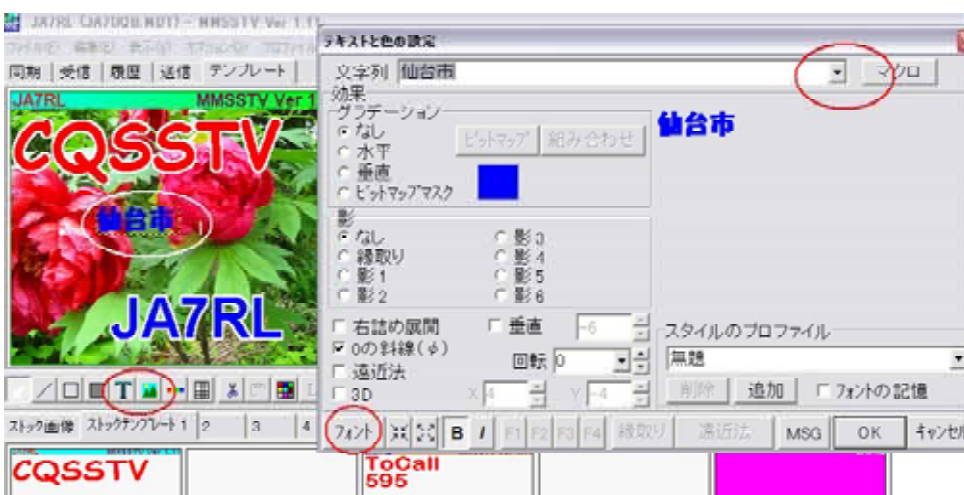 JA7RL (JA7QQB.MDT) - MMSSTV Ver 1.11
同期 受信 履歴 送信 テンプレート
JA7RL MMSSTV Ver 1
CQSSTV
仙台市
JA7RL
ストック画像 ストックテンプレート1 2 3 4
CQSSTV
ToCall
595
テキストと色の設定
文字列 仙台市 マクロ
効果
グラデーション
なし
水平
垂直
ビットマップマスク
ビットマップ 組み合わせ
仙台市
影
なし
縁取り
影1
影2
影3
影4
影5
影6
右詰め展開
0の斜線(φ)
遠近法
3D
垂直 -6
回転 0
X 4 Y -4
スタイルのプロファイル
無題
削除 追加 フォントの記憶
フォント B I F1 F2 F3 F4 縁取り 遠近法 MSG OK キャンセル